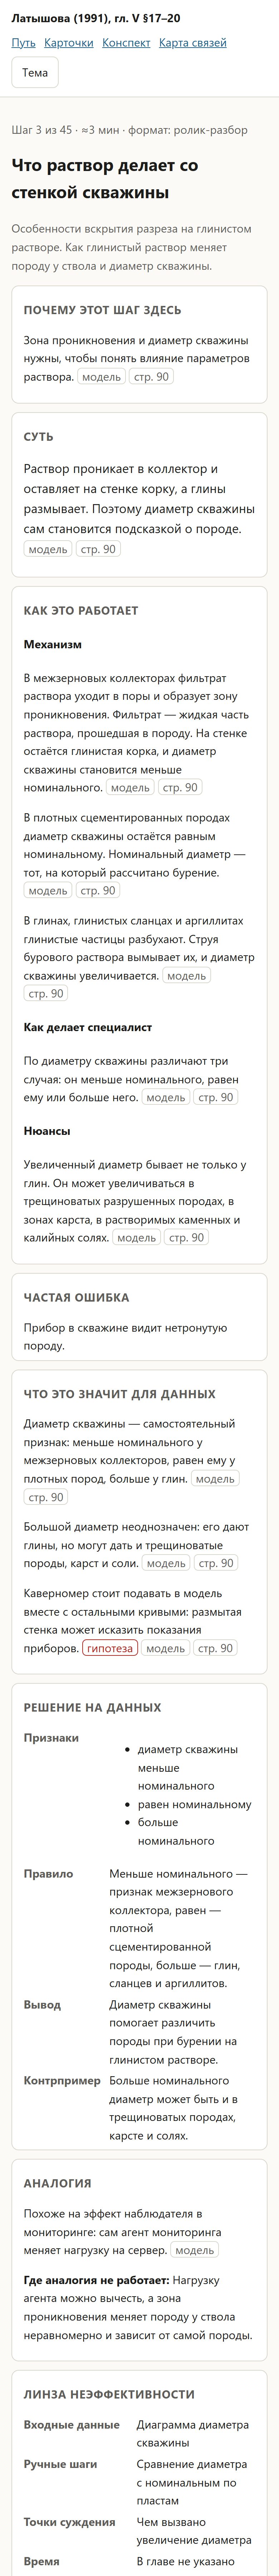 Латышова (1991), гл. V §17–20
Путь Карточки Конспект Карта связей
Тема
Шаг 3 из 45 · ≈3 мин · формат: ролик-разбор
Что раствор делает со
стенкой скважины
Особенности вскрытия разреза на глинистом
растворе. Как глинистый раствор меняет
породу у ствола и диаметр скважины.
ПОЧЕМУ ЭТОТ ШАГ ЗДЕСЬ
Зона проникновения и диаметр скважины
нужны, чтобы понять влияние параметров
раствора. модель стр. 90
СУТЬ
Раствор проникает в коллектор и
оставляет на стенке корку, а глины
размывает. Поэтому диаметр скважины
сам становится подсказкой о породе.
модель стр. 90
КАК ЭТО РАБОТАЕТ
Механизм
В межзерновых коллекторах фильтрат
раствора уходит в поры и образует зону
проникновения. Фильтрат — жидкая часть
раствора, прошедшая в породу. На стенке
остаётся глинистая корка, и диаметр
скважины становится меньше
номинального. модель стр. 90
В плотных сцементированных породах
диаметр скважины остаётся равным
номинальному. Номинальный диаметр —
тот, на который рассчитано бурение.
модель стр. 90
В глинах, глинистых сланцах и аргиллитах
глинистые частицы разбухают. Струя
бурового раствора вымывает их, и диаметр
скважины увеличивается. модель
стр. 90
Как делает специалист
По диаметру скважины различают три
случая: он меньше номинального, равен
ему или больше него. модель стр. 90
Нюансы
Увеличенный диаметр бывает не только у
глин. Он может увеличиваться в
трещиноватых разрушенных породах, в
зонах карста, в растворимых каменных и
калийных солях. модель стр. 90
ЧАСТАЯ ОШИБКА
Прибор в скважине видит нетронутую
породу.
ЧТО ЭТО ЗНАЧИТ ДЛЯ ДАННЫХ
Диаметр скважины — самостоятельный
признак: меньше номинального у
межзерновых коллекторов, равен ему у
плотных пород, больше у глин. модель
стр. 90
Большой диаметр неоднозначен: его дают
глины, но могут дать и трещиноватые
породы, карст и соли. модель стр. 90
Каверномер стоит подавать в модель
вместе с остальными кривыми: размытая
стенка может исказить показания
приборов. гипотеза модель стр. 90
РЕШЕНИЕ НА ДАННЫХ
Признаки
• диаметр скважины
меньше
номинального
• равен номинальному
• больше
номинального
Правило Меньше номинального —
признак межзернового
коллектора, равен —
плотной
сцементированной
породы, больше — глин,
сланцев и аргиллитов.
Вывод Диаметр скважины
помогает различить
породы при бурении на
глинистом растворе.
Контрпример Больше номинального
диаметр может быть и в
трещиноватых породах,
карсте и солях.
АНАЛОГИЯ
Похоже на эффект наблюдателя в
мониторинге: сам агент мониторинга
меняет нагрузку на сервер. модель
Где аналогия не работает: Нагрузку
агента можно вычесть, а зона
проникновения меняет породу у ствола
неравномерно и зависит от самой породы.
ЛИНЗА НЕЭФФЕКТИВНОСТИ
Входные данные Диаграмма диаметра
скважины
Ручные шаги Сравнение диаметра
с номинальным по
пластам
Точки суждения Чем вызвано
увеличение диаметра
Время В главе не указано